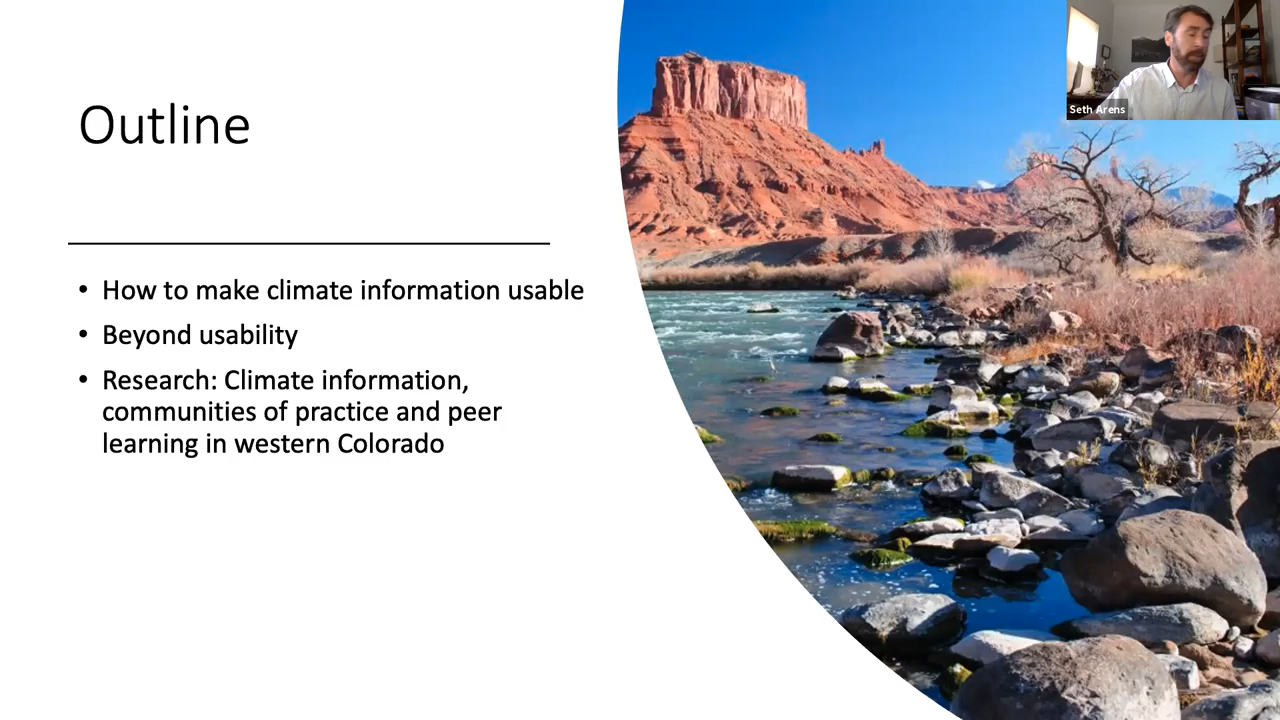 Seth Arens
Outline
• How to make climate information usable
• Beyond usability
• Research: Climate information,
communities of practice and peer
learning in western Colorado